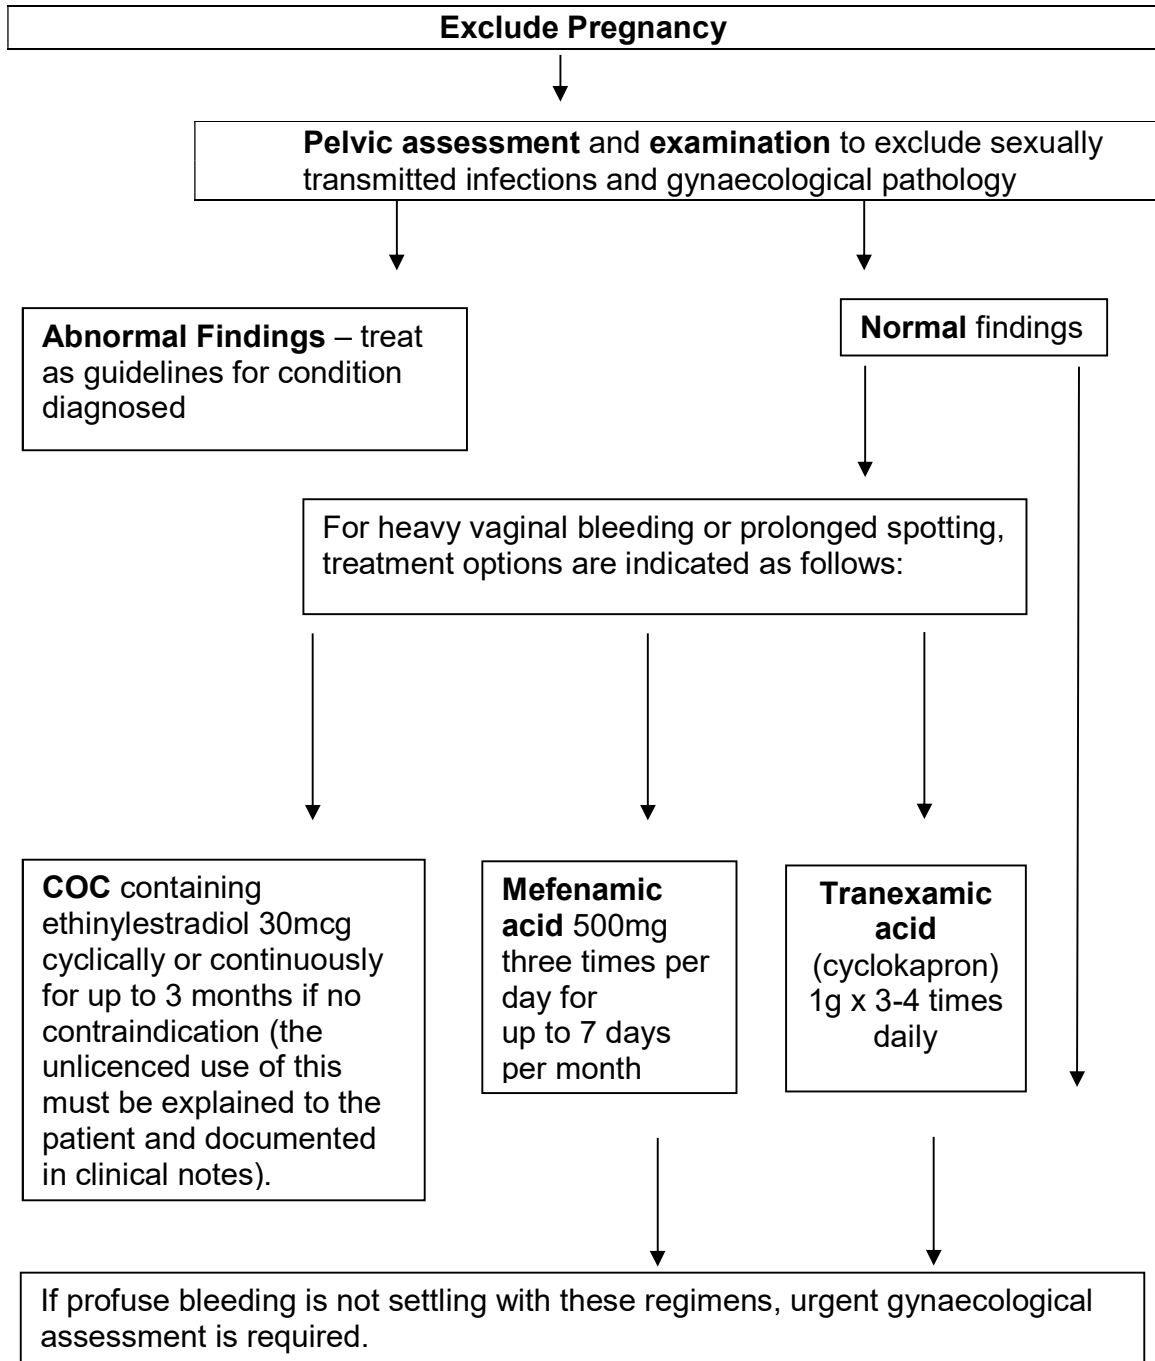 Exclude Pregnancy
Pelvic assessment and examination to exclude sexually
transmitted infections and gynaecological pathology
Abnormal Findings – treat
as guidelines for condition
diagnosed
Normal findings
For heavy vaginal bleeding or prolonged spotting,
treatment options are indicated as follows:
COC containing
ethinylestradiol 30mcg
cyclically or continuously
for up to 3 months if no
contraindication (the
unlicenced use of this
must be explained to the
patient and documented
in clinical notes).
Mefenamic
acid 500mg
three times per
day for
up to 7 days
per month
Tranexamic
acid
(cyclokapron)
1g x 3-4 times
daily
If profuse bleeding is not settling with these regimens, urgent gynaecological
assessment is required.